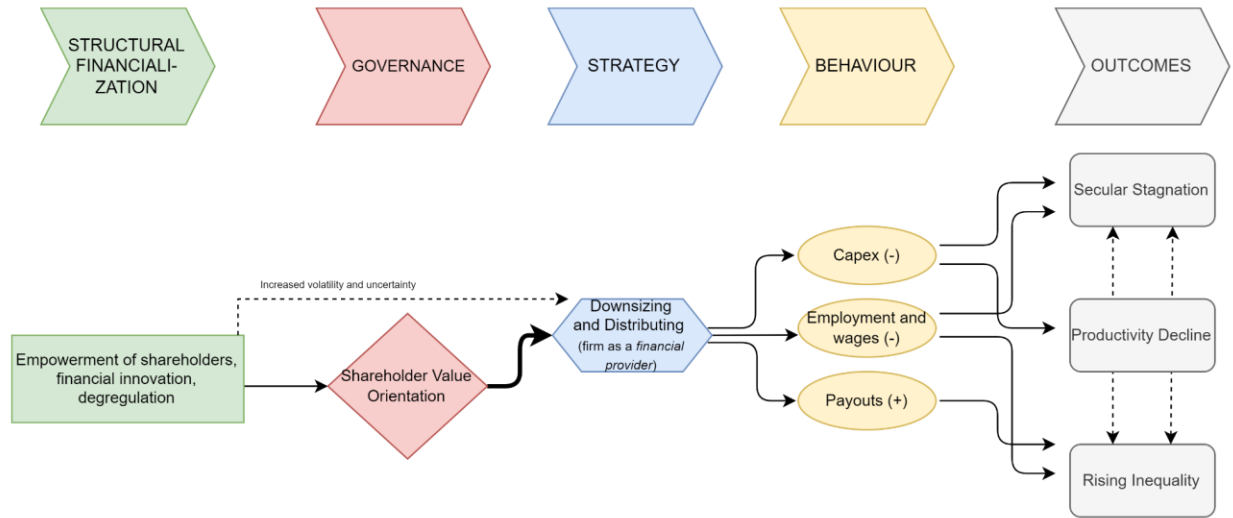 STRUCTURAL
FINANCIALI-
ZATION
GOVERNANCE
STRATEGY
BEHAVIOUR
OUTCOMES
Secular Stagnation
Capex (-)
Increased volatility and uncertainty
Downsizing
and Distributing
(firm as a financial
provider)
Employment and
wages (-)
Productivity Decline
Empowerment of shareholders,
financial innovation,
degregulation
Shareholder Value
Orientation
Payouts (+)
Rising Inequality